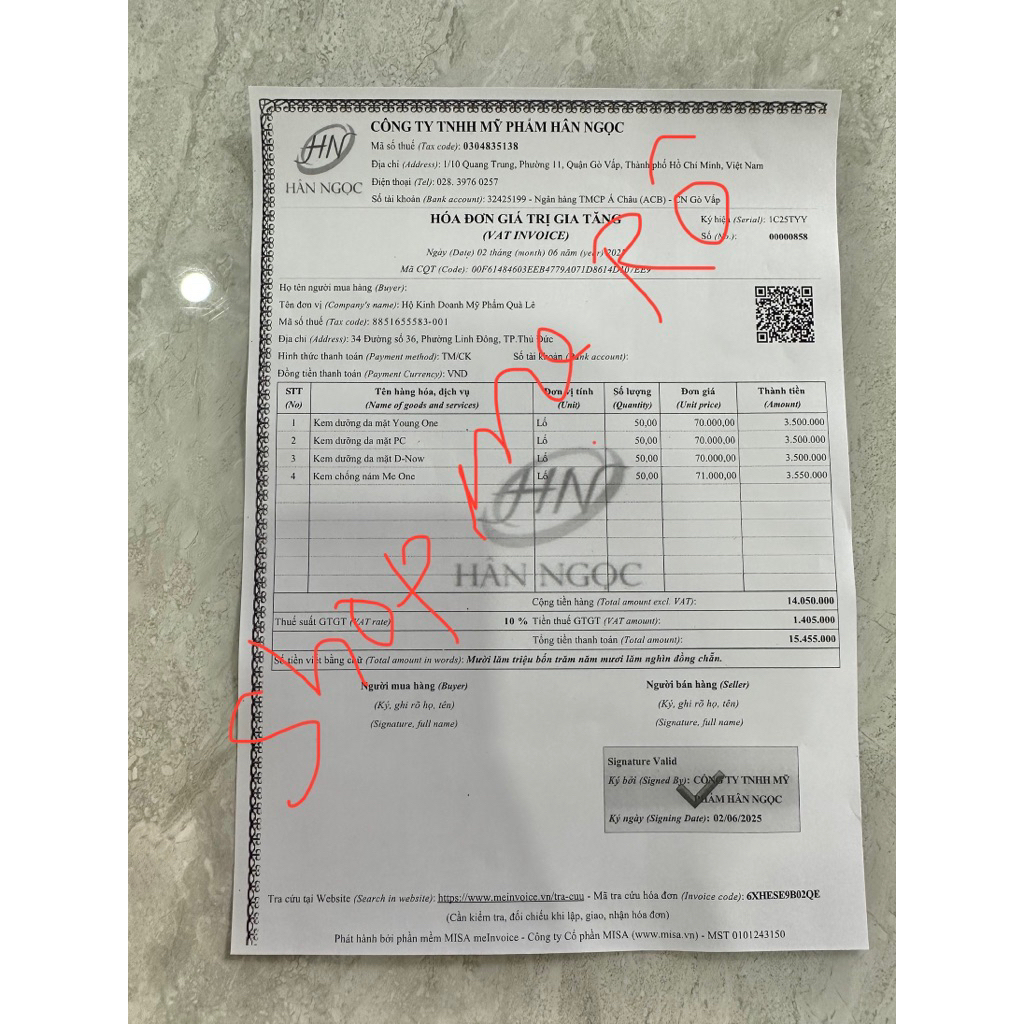 CÔNG TY TNHH MỸ PHẨM HÂN NGỌC
Mã số thuế (Tax code): 0304835138
Địa chỉ (Address): 1/10 Quang Trung, Phường 11, Quận Gò Vấp, Thành phố Hồ Chí Minh, Việt Nam
Điện thoại (Tel): 028. 3976 0257
Số tài khoản (Bank account): 32425199 - Ngân hàng TMCP Á Châu (ACB) - CN Gò Vấp
HN
HÂN NGỌC
HÓA ĐƠN GIÁ TRỊ GIA TĂNG
(VAT INVOICE)
Ký hiệu (Serial): 1C25TYY
Số (No.): 00000858
Ngày (Date) 02 tháng (month) 06 năm (year)
Mã CQT (Code):
Họ tên người mua hàng (Buyer):
Tên đơn vị (Company's name): Hộ Kinh Doanh Mỹ Phẩm Quà Lê
Mã số thuế (Tax code): 8851655583-001
Địa chỉ (Address): 34 Đường số 36, Phường Linh Đông, TP.Thủ Đức
Hình thức thanh toán (Payment method): TM/CK Số tài khoản (Bank account):
Đồng tiền thanh toán (Payment Currency): VND
STT Tên hàng hóa, dịch vụ Đơn vị tính Số lượng Đơn giá Thành tiền
(No) (Name of goods and services) (Unit) (Quantity) (Unit price) (Amount)
1 Kem dưỡng da mặt Young One Lố 50,00 70.000,00 3.500.000
2 Kem dưỡng da mặt PC Lố 50,00 70.000,00 3.500.000
3 Kem dưỡng da mặt D-Now Lố 50,00 70.000,00 3.500.000
4 Kem chống nám Me One Lố 50,00 71.000,00 3.550.000
HN
HÂN NGỌC
Cộng tiền hàng (Total amount excl. VAT): 14.050.000
Thuế suất GTGT (VAT rate) 10 % Tiền thuế GTGT (VAT amount): 1.405.000
Tổng tiền thanh toán (Total amount): 15.455.000
Số tiền viết bằng chữ (Total amount in words): Mười lăm triệu bốn trăm năm mươi lăm nghìn đồng chẵn.
Người mua hàng (Buyer) Người bán hàng (Seller)
(Ký, ghi rõ họ, tên) (Ký, ghi rõ họ, tên)
(Signature, full name) (Signature, full name)
Signature Valid
Ký bởi (Signed By): CÔNG TY TNHH MỸ
PHẨM HÂN NGỌC
Ký ngày (Signing Date): 02/06/2025
Tra cứu tại Website (Search in website): https://www.meinvoice.vn/tra-cuu - Mã tra cứu hóa đơn (Invoice code): 6XHESE9B02QE
(Cần kiểm tra, đối chiếu khi lập, giao, nhận hóa đơn)
Phát hành bởi phần mềm MISA meInvoice - Công ty Cổ phần MISA (www.misa.vn) - MST 0101243150
Shop